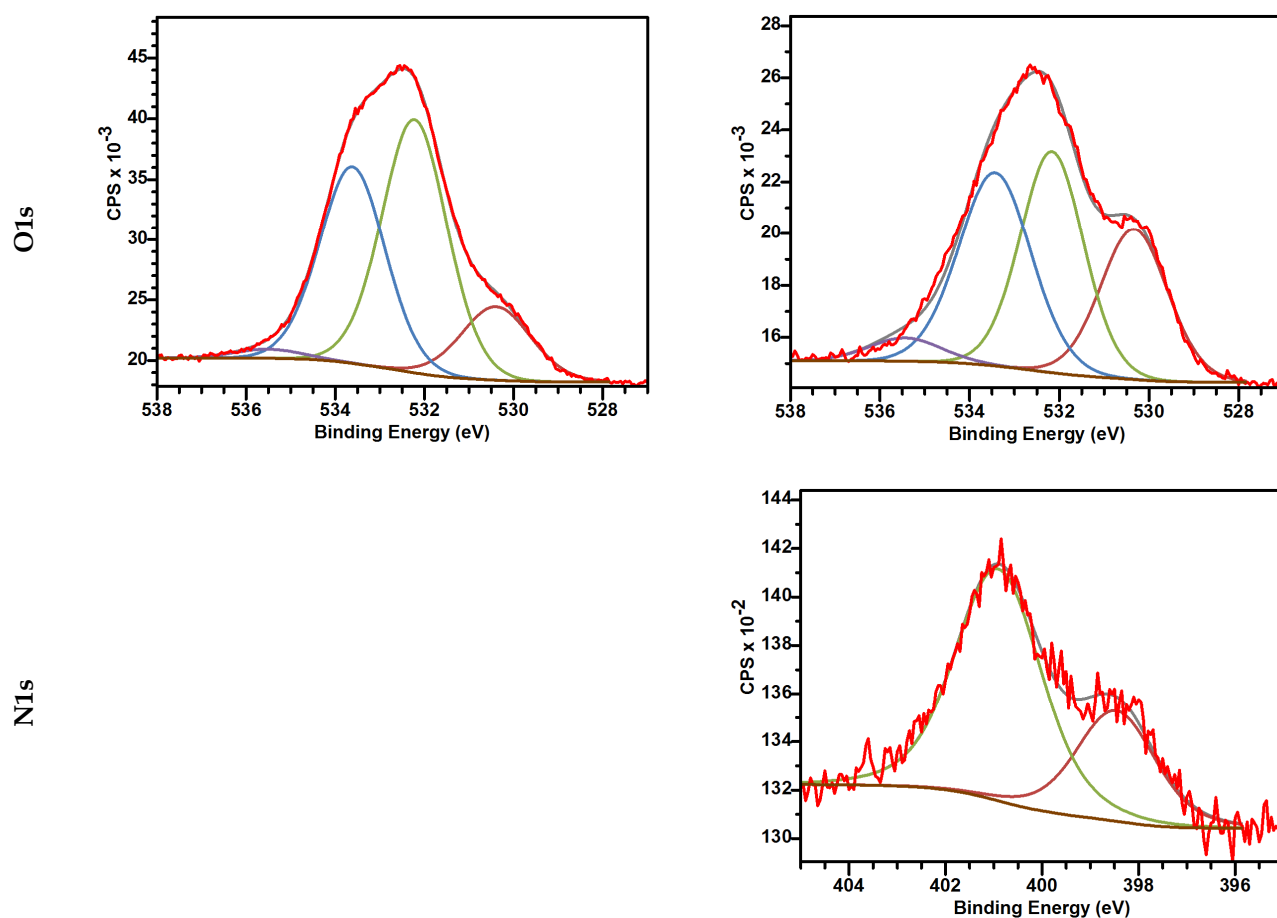 O1s
CPS x 10⁻³
45
40
35
30
25
20
538 536 534 532 530 528
Binding Energy (eV)
CPS x 10⁻³
28
26
24
22
20
18
16
538 536 534 532 530 528
Binding Energy (eV)
N1s
CPS x 10⁻²
144
142
140
138
136
134
132
130
404 402 400 398 396
Binding Energy (eV)